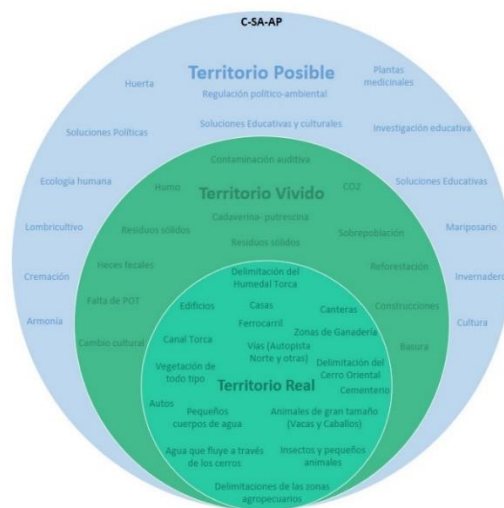 C-SA-AP
Territorio Posible
Huerta
Plantas
medicinales
Regulación político-ambiental
Soluciones Políticas
Soluciones Educativas y culturales
Investigación educativa
Contaminación auditiva
Ecología humana
Humo
Territorio Vivido
CO2
Soluciones Educativas
Cadaverina- putrescina
Lombricultivo
Residuos sólidos
Residuos sólidos
Sobrepoblación
Mariposario
Heces fecales
Delimitación del
Humedal Torca
Reforestación
Cremación
Invernadero
Falta de POT
Edificios
Casas
Canteras
Construcciones
Armonía
Ferrocarril
Zonas de Ganadería
Cultura
Cambio cultural
Canal Torca
Vías (Autopista
Norte y otras)
Basura
Vegetación de
todo tipo
Delimitación del
Cerro Oriental
Territorio Real
Cementerio
Autos
Pequeños
cuerpos de agua
Animales de gran tamaño
(Vacas y Caballos)
Agua que fluye a través
de los cerros
Insectos y pequeños
animales
Delimitaciones de las zonas
agropecuarios